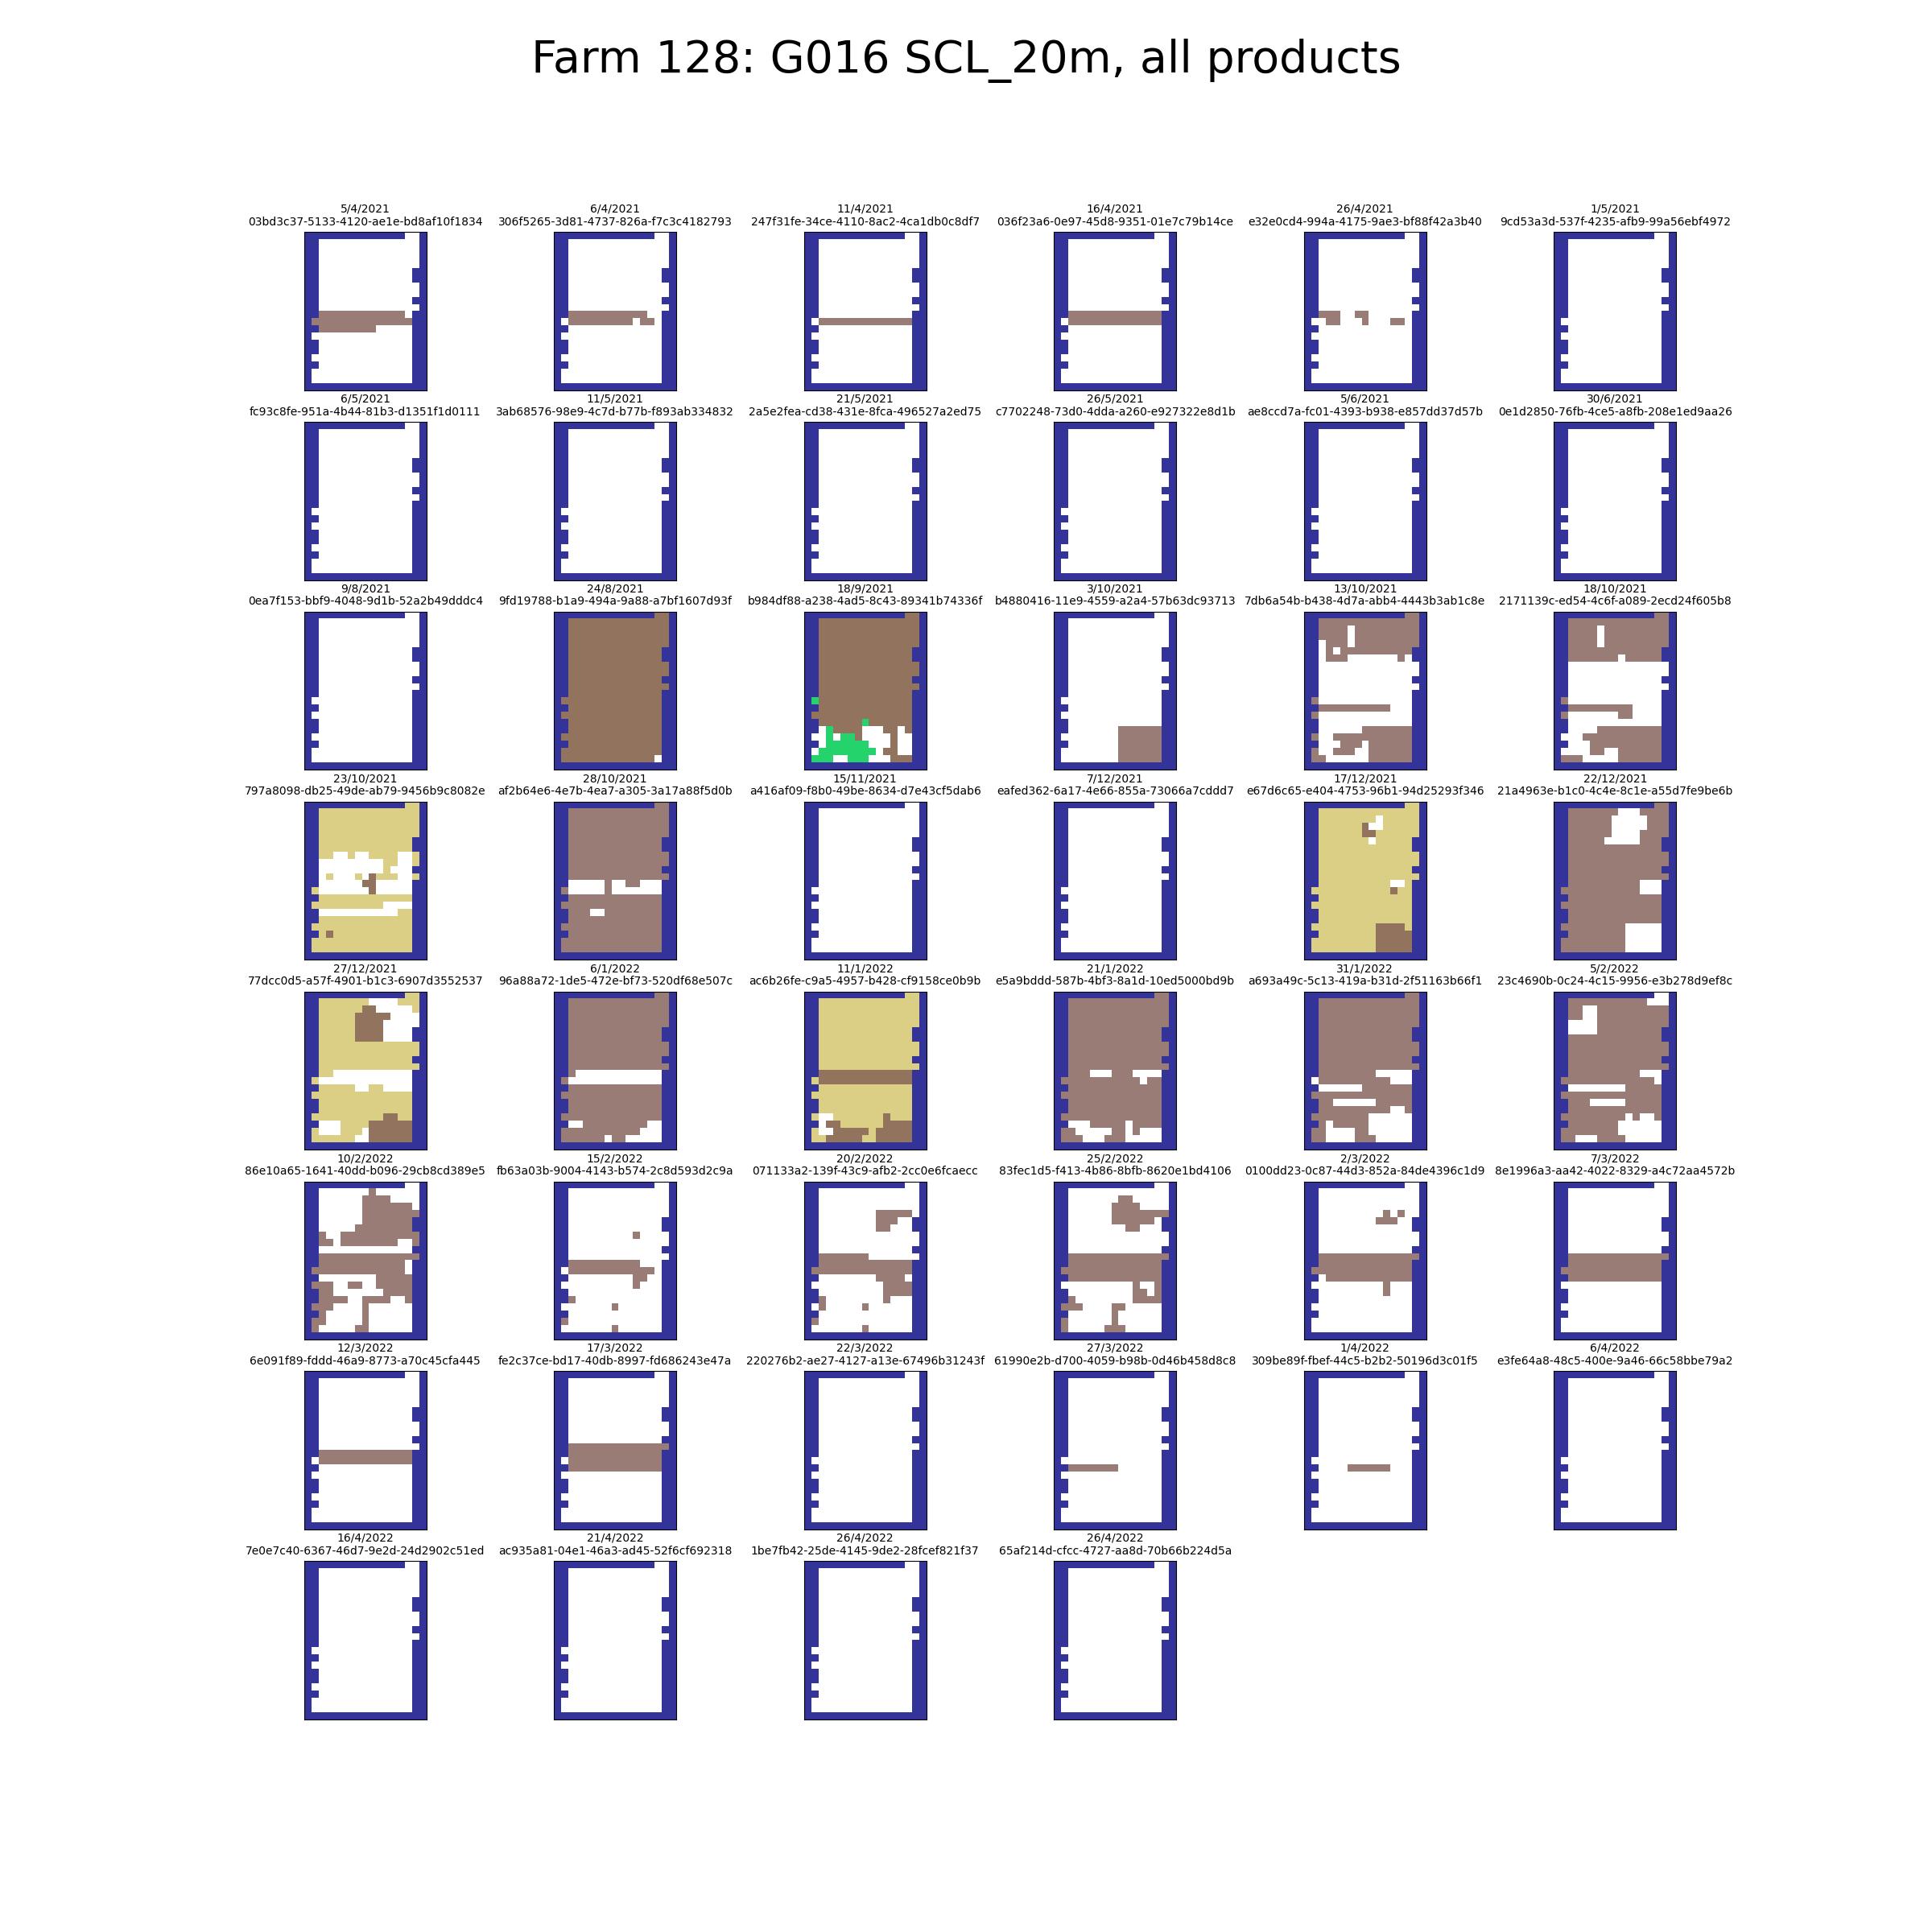 Farm 128: G016 SCL_20m, all products
5/4/2021
03bd3c37-5133-4120-ae1e-bd8af10f1834
6/4/2021
306f5265-3d81-4737-826a-f7c3c4182793
11/4/2021
247f31fe-34ce-4110-8ac2-4ca1db0c8df7
16/4/2021
036f23a6-0e97-45d8-9351-01e7c79b14ce
26/4/2021
e32e0cd4-994a-4175-9ae3-bf88f42a3b40
1/5/2021
9cd53a3d-537f-4235-afb9-99a56ebf4972
6/5/2021
fc93c8fe-951a-4b44-81b3-d1351f1d0111
11/5/2021
3ab68576-98e9-4c7d-b77b-f893ab334832
21/5/2021
2a5e2fea-cd38-431e-8fca-496527a2ed75
26/5/2021
c7702248-73d0-4dda-a260-e927322e8d1b
5/6/2021
ae8ccd7a-fc01-4393-b938-e857dd37d57b
30/6/2021
0e1d2850-76fb-4ce5-a8fb-208e1ed9aa26
9/8/2021
0ea7f153-bbf9-4048-9d1b-52a2b49dddc4
24/8/2021
9fd19788-b1a9-494a-9a88-a7bf1607d93f
18/9/2021
b984df88-a238-4ad5-8c43-89341b74336f
3/10/2021
b4880416-11e9-4559-a2a4-57b63dc93713
13/10/2021
7db6a54b-b438-4d7a-abb4-4443b3ab1c8e
18/10/2021
2171139c-ed54-4c6f-a089-2ecd24f605b8
23/10/2021
797a8098-db25-49de-ab79-9456b9c8082e
28/10/2021
af2b64e6-4e7b-4ea7-a305-3a17a88f5d0b
15/11/2021
a416af09-f8b0-49be-8634-d7e43cf5dab6
7/12/2021
eafed362-6a17-4e66-855a-73066a7cddd7
17/12/2021
e67d6c65-e404-4753-96b1-94d25293f346
22/12/2021
21a4963e-b1c0-4c4e-8c1e-a55d7fe9be6b
27/12/2021
77dcc0d5-a57f-4901-b1c3-6907d3552537
6/1/2022
96a88a72-1de5-472e-bf73-520df68e507c
11/1/2022
ac6b26fe-c9a5-4957-b428-cf9158ce0b9b
21/1/2022
e5a9bddd-587b-4bf3-8a1d-10ed5000bd9b
31/1/2022
a693a49c-5c13-419a-b31d-2f51163b66f1
5/2/2022
23c4690b-0c24-4c15-9956-e3b278d9ef8c
10/2/2022
86e10a65-1641-40dd-b096-29cb8cd389e5
15/2/2022
fb63a03b-9004-4143-b574-2c8d593d2c9a
20/2/2022
071133a2-139f-43c9-afb2-2cc0e6fcaecc
25/2/2022
83fec1d5-f413-4b86-8bfb-8620e1bd4106
2/3/2022
0100dd23-0c87-44d3-852a-84de4396c1d9
7/3/2022
8e1996a3-aa42-4022-8329-a4c72aa4572b
12/3/2022
6e091f89-fddd-46a9-8773-a70c45cfa445
17/3/2022
fe2c37ce-bd17-40db-8997-fd686243e47a
22/3/2022
220276b2-ae27-4127-a13e-67496b31243f
27/3/2022
61990e2b-d700-4059-b98b-0d46b458d8c8
1/4/2022
309be89f-fbef-44c5-b2b2-50196d3c01f5
6/4/2022
e3fe64a8-48c5-400e-9a46-66c58bbe79a2
16/4/2022
7e0e7c40-6367-46d7-9e2d-24d2902c51ed
21/4/2022
ac935a81-04e1-46a3-ad45-52f6cf692318
26/4/2022
1be7fb42-25de-4145-9de2-28fcef821f37
26/4/2022
65af214d-cfcc-4727-aa8d-70b66b224d5a